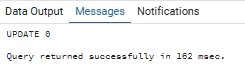 Data Output Messages Notifications
UPDATE 0
Query returned successfully in 162 msec.